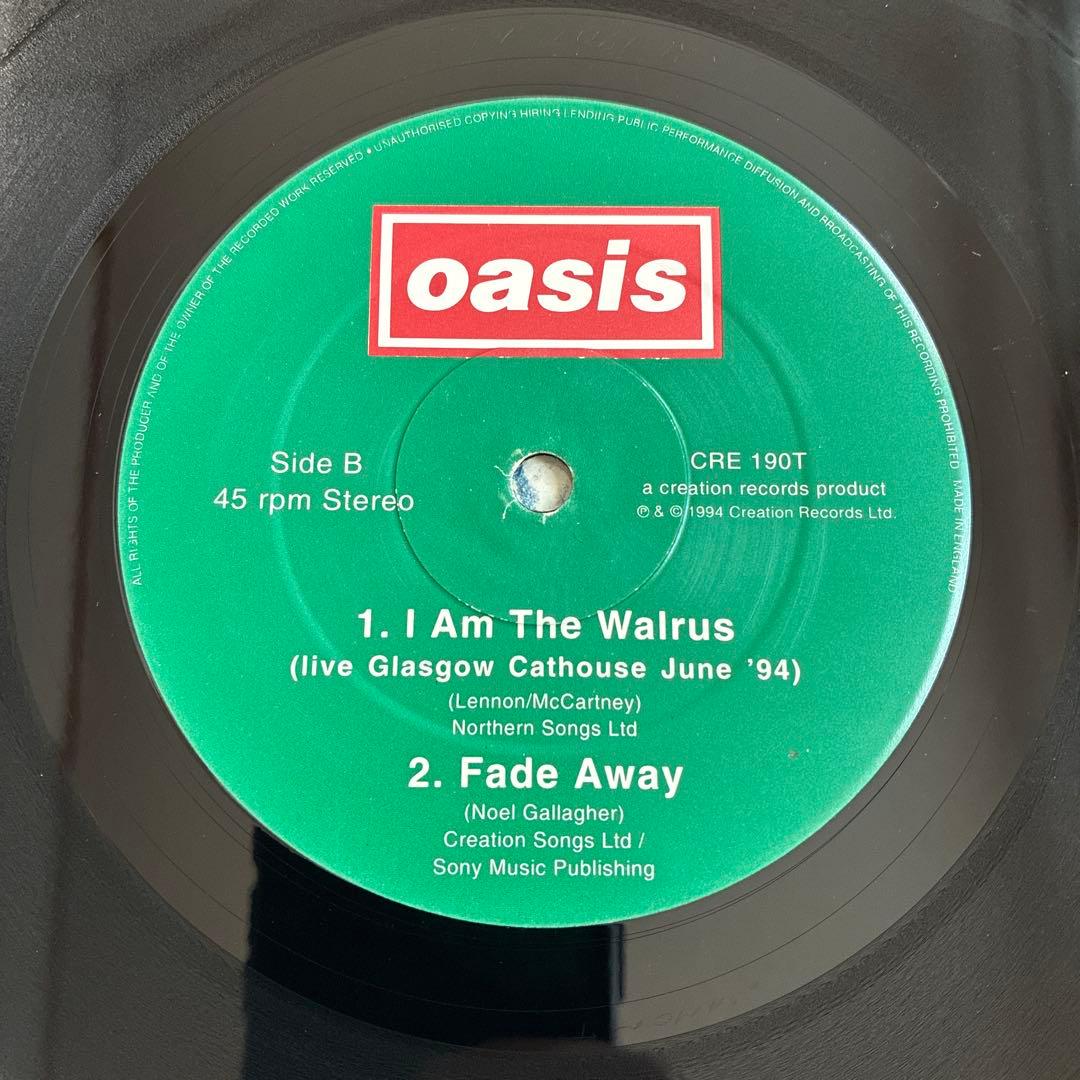 ALL RIGHTS OF THE PRODUCER AND OF THE OWNER OF THE RECORDED WORK RESERVED • UNAUTHORISED COPYING HIRING LENDING PUBLIC PERFORMANCE DIFFUSION AND BROADCASTING OF THIS RECORDING PROHIBITED MADE IN ENGLAND
oasis
Side B
45 rpm Stereo
CRE 190T
a creation records product
℗ & © 1994 Creation Records Ltd.
1. I Am The Walrus
(live Glasgow Cathouse June ’94)
(Lennon/McCartney)
Northern Songs Ltd
2. Fade Away
(Noel Gallagher)
Creation Songs Ltd /
Sony Music Publishing